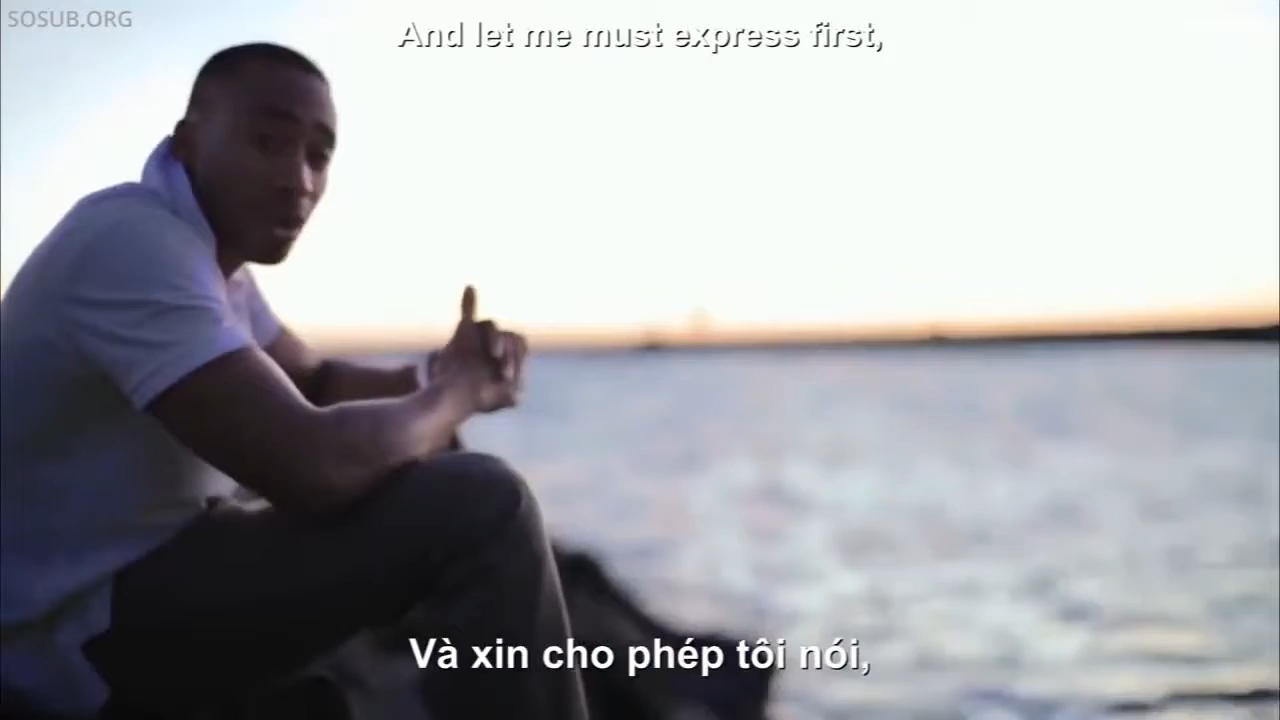 SOSUB.ORG
And let me must express first,
Và xin cho phép tôi nói,